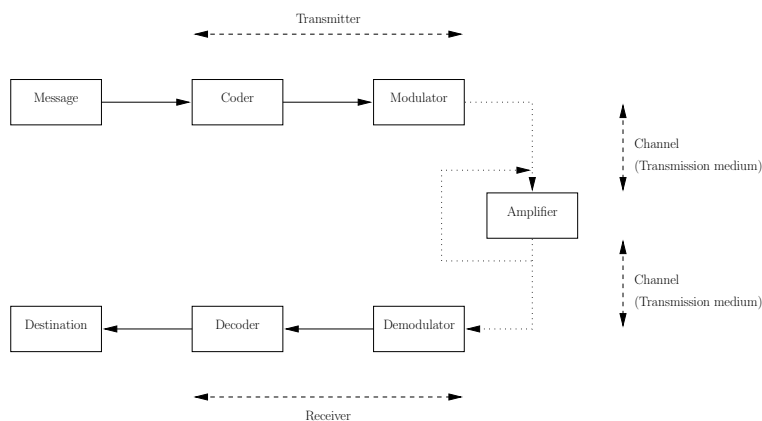 Transmitter
Message
Coder
Modulator
Channel
(Transmission medium)
Amplifier
Channel
(Transmission medium)
Destination
Decoder
Demodulator
Receiver